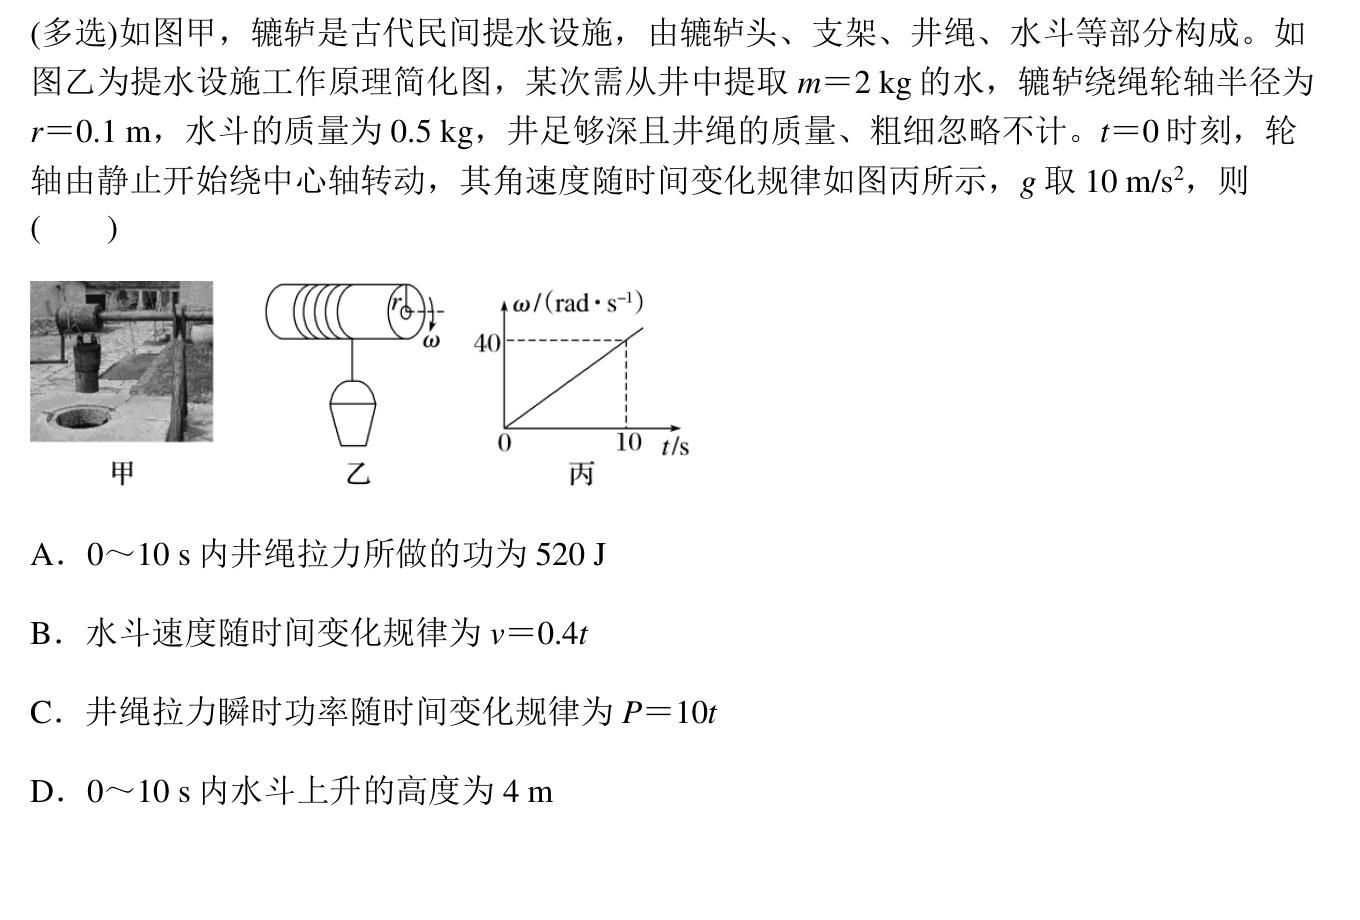 (多选)如图甲，辘轳是古代民间提水设施，由辘轳头、支架、井绳、水斗等部分构成。如
图乙为提水设施工作原理简化图，某次需从井中提取 m＝2 kg 的水，辘轳绕绳轮轴半径为
r＝0.1 m，水斗的质量为 0.5 kg，井足够深且井绳的质量、粗细忽略不计。t＝0 时刻，轮
轴由静止开始绕中心轴转动，其角速度随时间变化规律如图丙所示，g 取 10 m/s²，则
(　　)
r
ω
甲
乙
ω/(rad·s⁻¹)
40
0
10
t/s
丙
A．0～10 s 内井绳拉力所做的功为 520 J
B．水斗速度随时间变化规律为 v＝0.4t
C．井绳拉力瞬时功率随时间变化规律为 P＝10t
D．0～10 s 内水斗上升的高度为 4 m